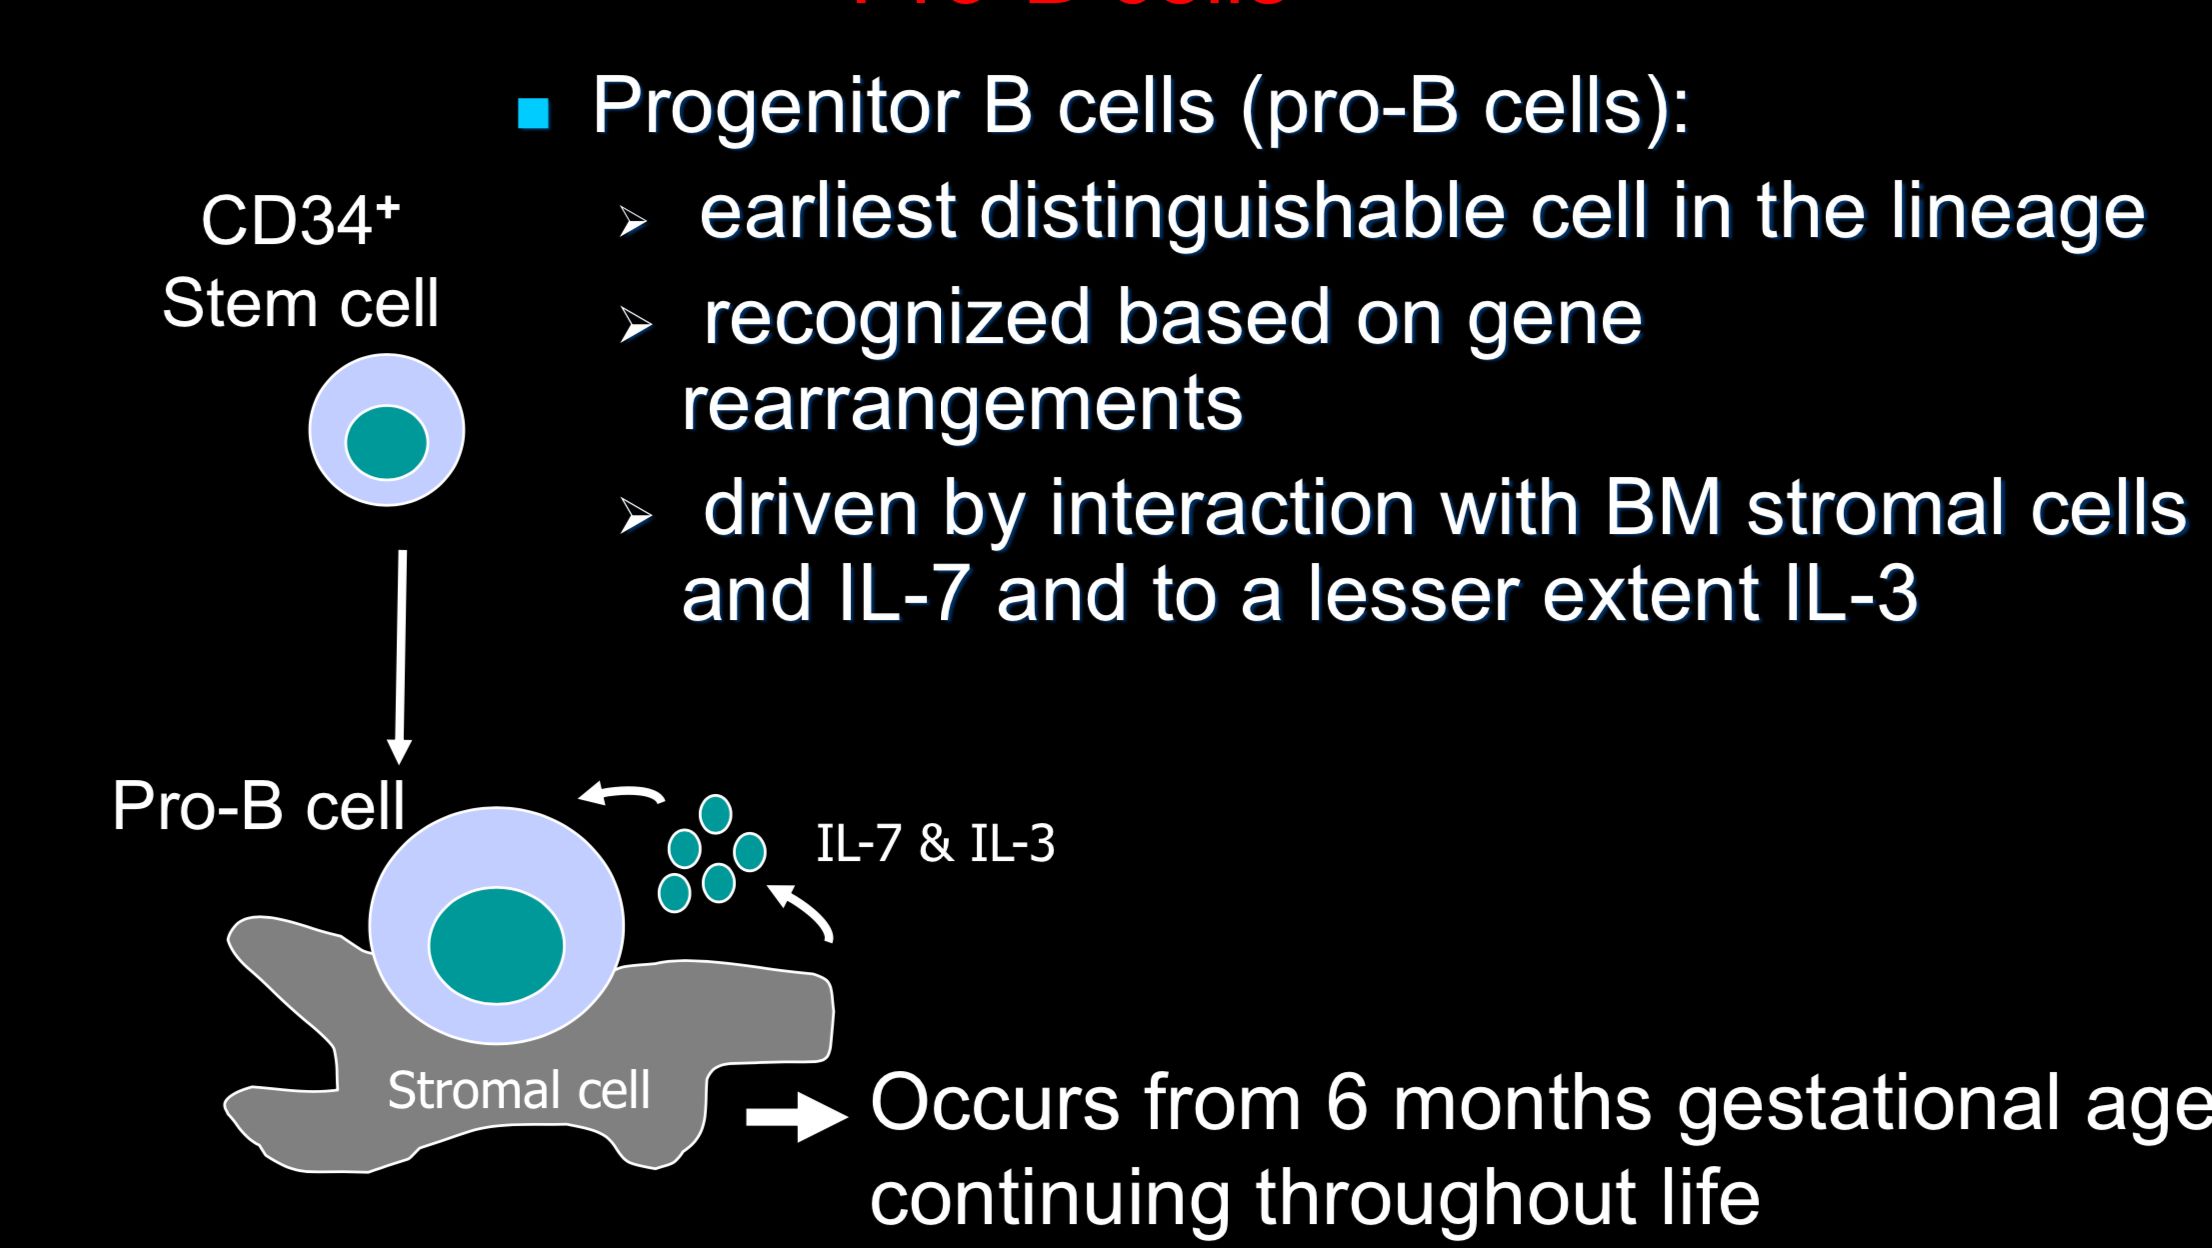 Pro-B cells
Progenitor B cells (pro-B cells):
earliest distinguishable cell in the lineage
recognized based on gene
rearrangements
driven by interaction with BM stromal cells
and IL-7 and to a lesser extent IL-3
CD34⁺
Stem cell
Pro-B cell
IL-7 & IL-3
Stromal cell
Occurs from 6 months gestational age
continuing throughout life